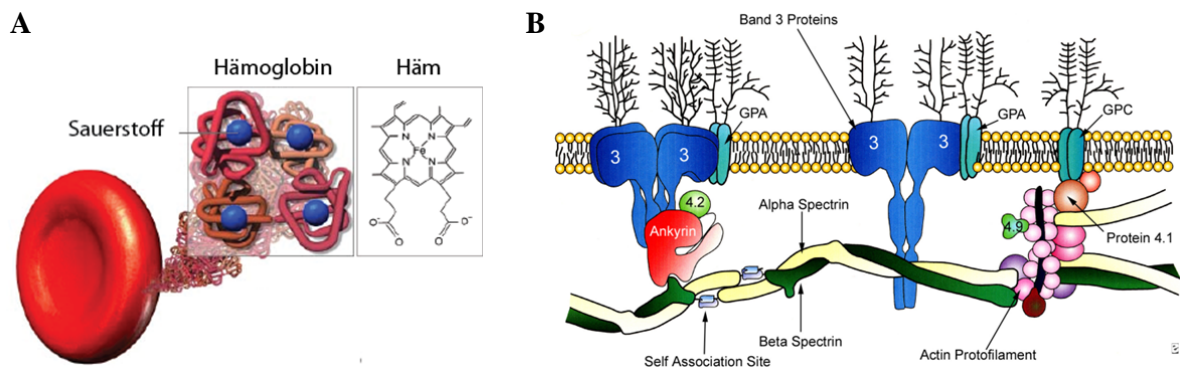 A
Hämoglobin
Häm
Sauerstoff
N
N
Fe
N
N
O⁻
O
O
O⁻
B
Band 3 Proteins
GPA
GPA
GPC
3
3
3
3
4.2
Ankyrin
Alpha Spectrin
4.9
Protein 4.1
Beta Spectrin
Self Association Site
Actin Protofilament